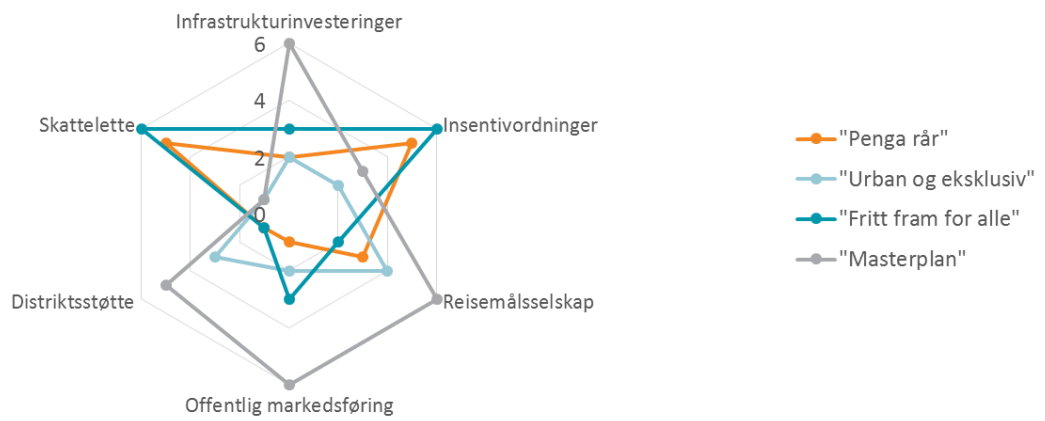 Infrastrukturinvesteringer
6
4
2
0
Skattelette
Insentivordninger
Distriktsstøtte
Reisemålsselskap
Offentlig markedsføring
"Penga rår"
"Urban og eksklusiv"
"Fritt fram for alle"
"Masterplan"